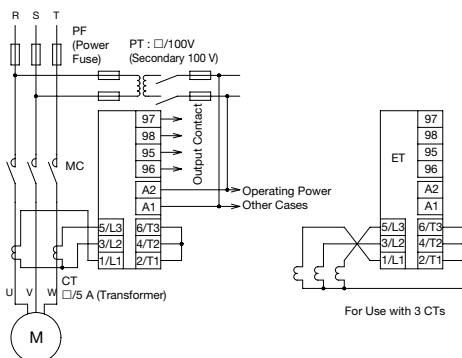 R S T
PF
(Power
Fuse)
PT : □/100V
(Secondary 100 V)
MC
97
98
95
96
A2
A1
Output Contact
Operating Power
Other Cases
5/L3 6/T3
3/L2 4/T2
1/L1 2/T1
CT
□/5 A (Transformer)
U V W
M
97
98
95
96
ET
A2
A1
5/L3 6/T3
3/L2 4/T2
1/L1 2/T1
For Use with 3 CTs